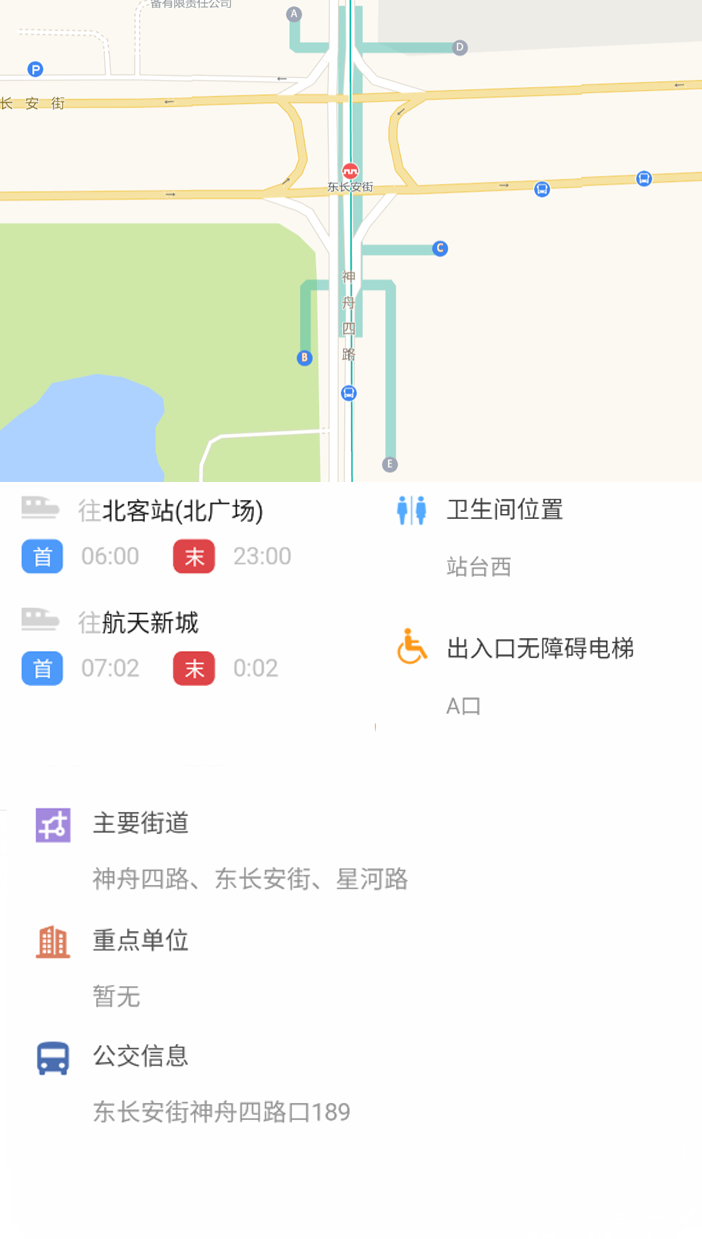 备有限责任公司
A
D
P
长安街
东长安街
C
神舟四路
B
E
往北客站(北广场)
卫生间位置
首 06:00 末 23:00
站台西
往航天新城
出入口无障碍电梯
首 07:02 末 0:02
A口
主要街道
神舟四路、东长安街、星河路
重点单位
暂无
公交信息
东长安街神舟四路口189